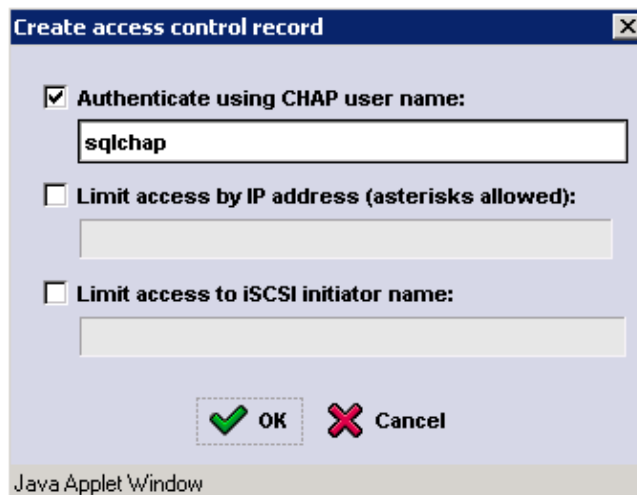 Create access control record
Authenticate using CHAP user name:
sqlchap
Limit access by IP address (asterisks allowed):
Limit access to iSCSI initiator name:
OK Cancel
Java Applet Window